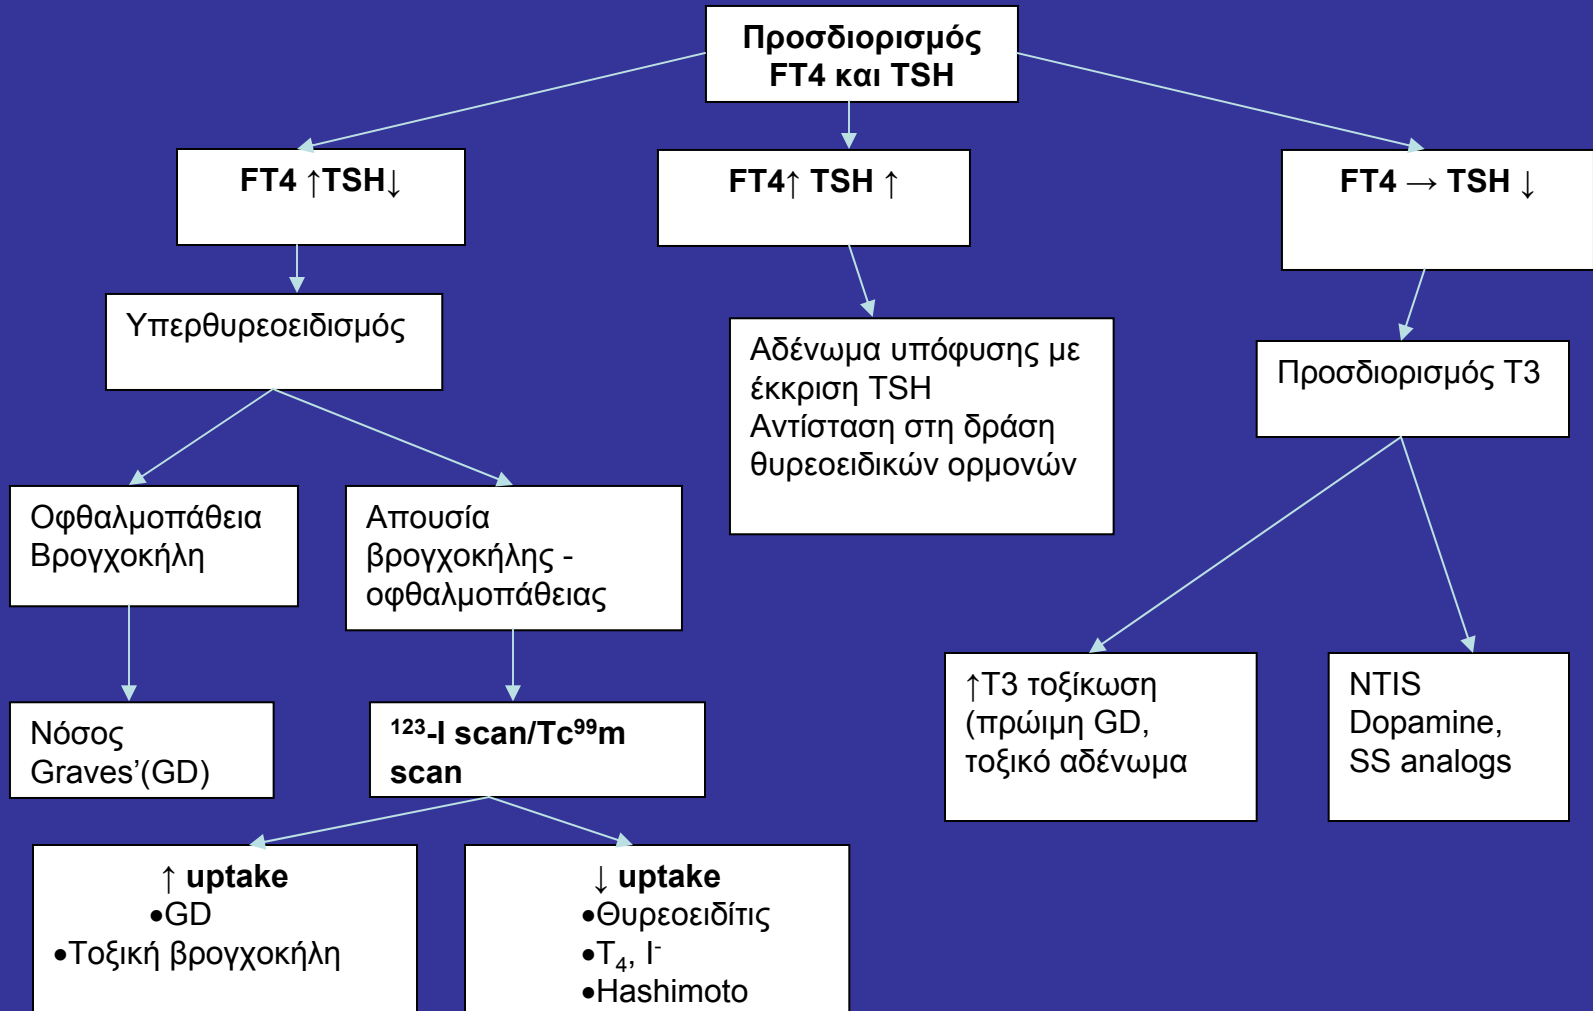 Προσδιορισμός
FT4 και TSH
FT4 ↑TSH↓
FT4↑ TSH ↑
FT4 → TSH ↓
Υπερθυρεοειδισμός
Αδένωμα υπόφυσης με
έκκριση TSH
Αντίσταση στη δράση
θυρεοειδικών ορμονών
Προσδιορισμός Τ3
Οφθαλμοπάθεια
Βρογχοκήλη
Απουσία
βρογχοκήλης -
οφθαλμοπάθειας
Νόσος
Graves’(GD)
¹²³-I scan/Tc⁹⁹m
scan
↑T3 τοξίκωση
(πρώιμη GD,
τοξικό αδένωμα
NTIS
Dopamine,
SS analogs
↑ uptake
•GD
•Τοξική βρογχοκήλη
↓ uptake
•Θυρεοειδίτις
•T₄, I⁻
•Hashimoto